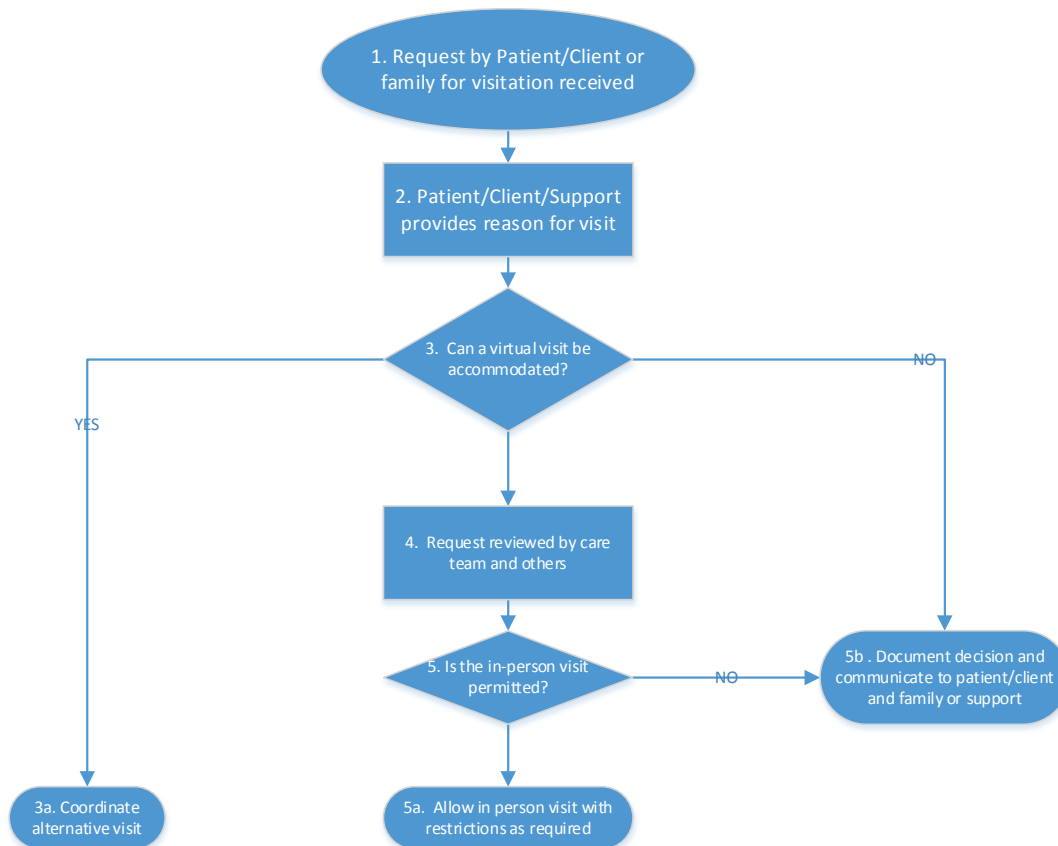 1. Request by Patient/Client or
family for visitation received
2. Patient/Client/Support
provides reason for visit
3. Can a virtual visit be
accommodated?
NO
YES
4. Request reviewed by care
team and others
5. Is the in-person visit
permitted?
NO
5b . Document decision and
communicate to patient/client
and family or support
3a. Coordinate
alternative visit
5a. Allow in person visit with
restrictions as required